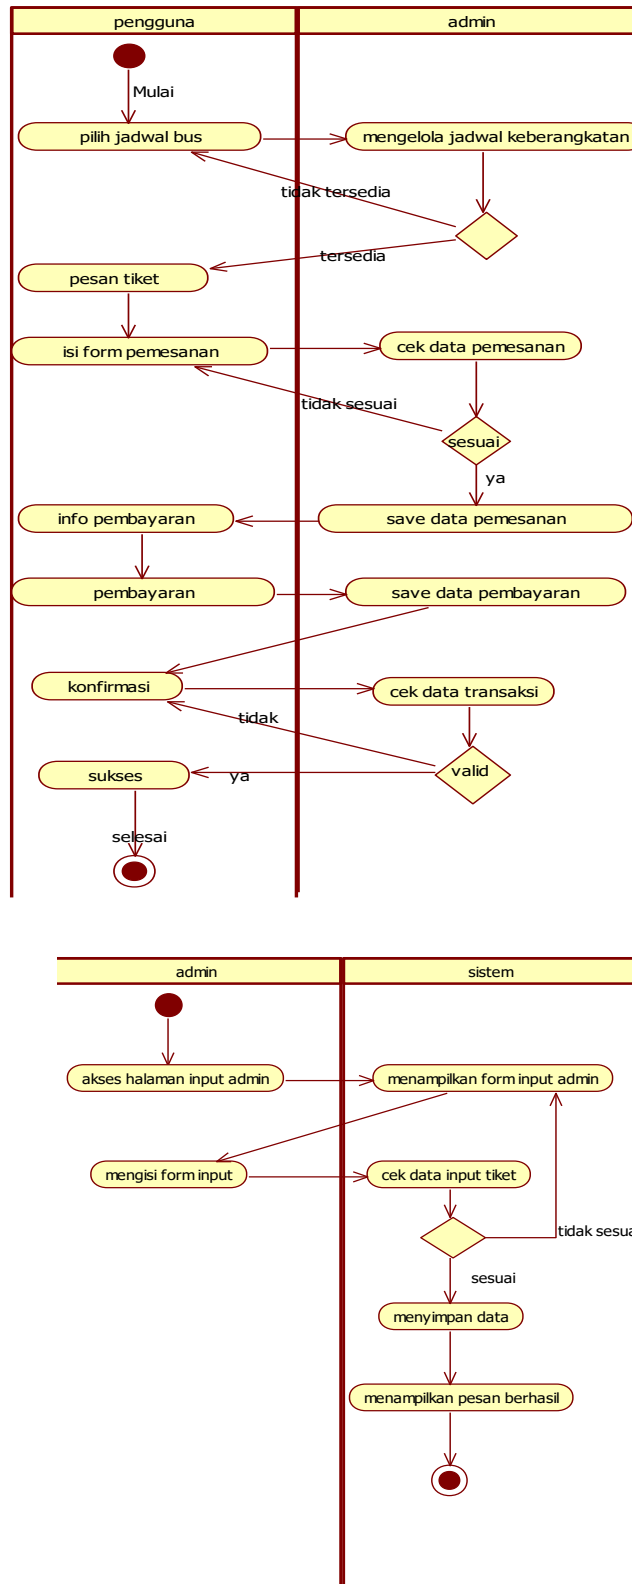 pengguna
admin
Mulai
pilih jadwal bus
mengelola jadwal keberangkatan
tidak tersedia
tersedia
pesan tiket
isi form pemesanan
cek data pemesanan
tidak sesuai
sesuai
ya
info pembayaran
save data pemesanan
pembayaran
save data pembayaran
konfirmasi
cek data transaksi
tidak
valid
sukses
ya
selesai
admin
sistem
akses halaman input admin
menampilkan form input admin
mengisi form input
cek data input tiket
tidak sesua
sesuai
menyimpan data
menampilkan pesan berhasil